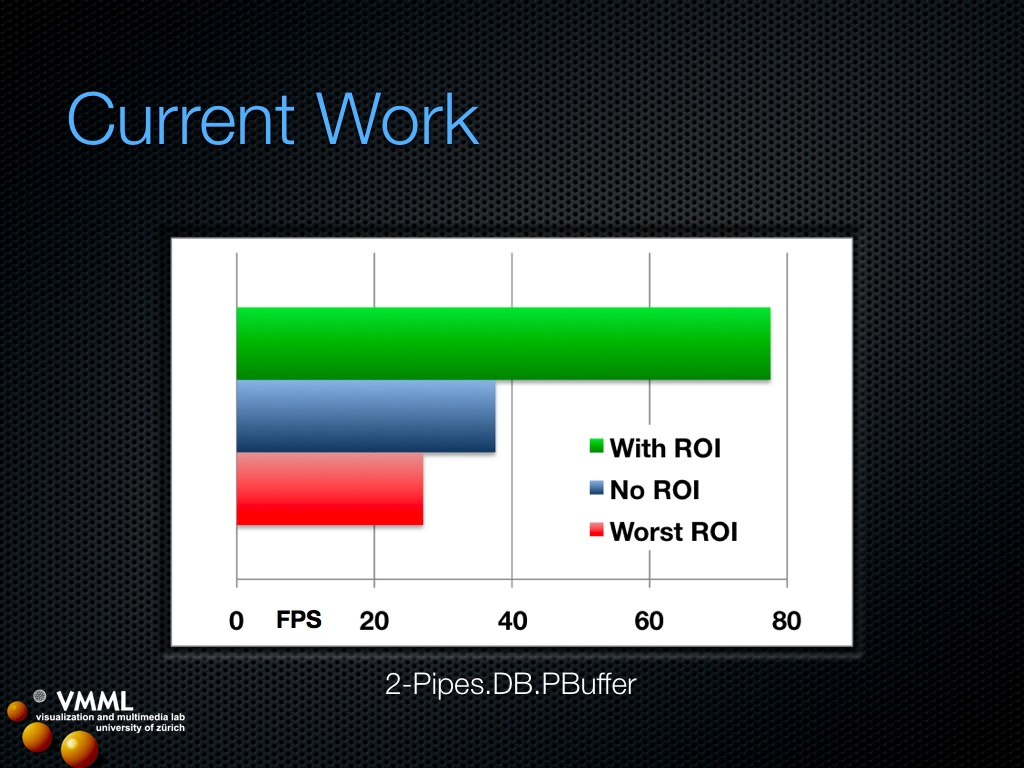 Current Work
With ROI
No ROI
Worst ROI
0 FPS 20 40 60 80
2-Pipes.DB.PBuffer
VMML
visualization and multimedia lab
university of zürich